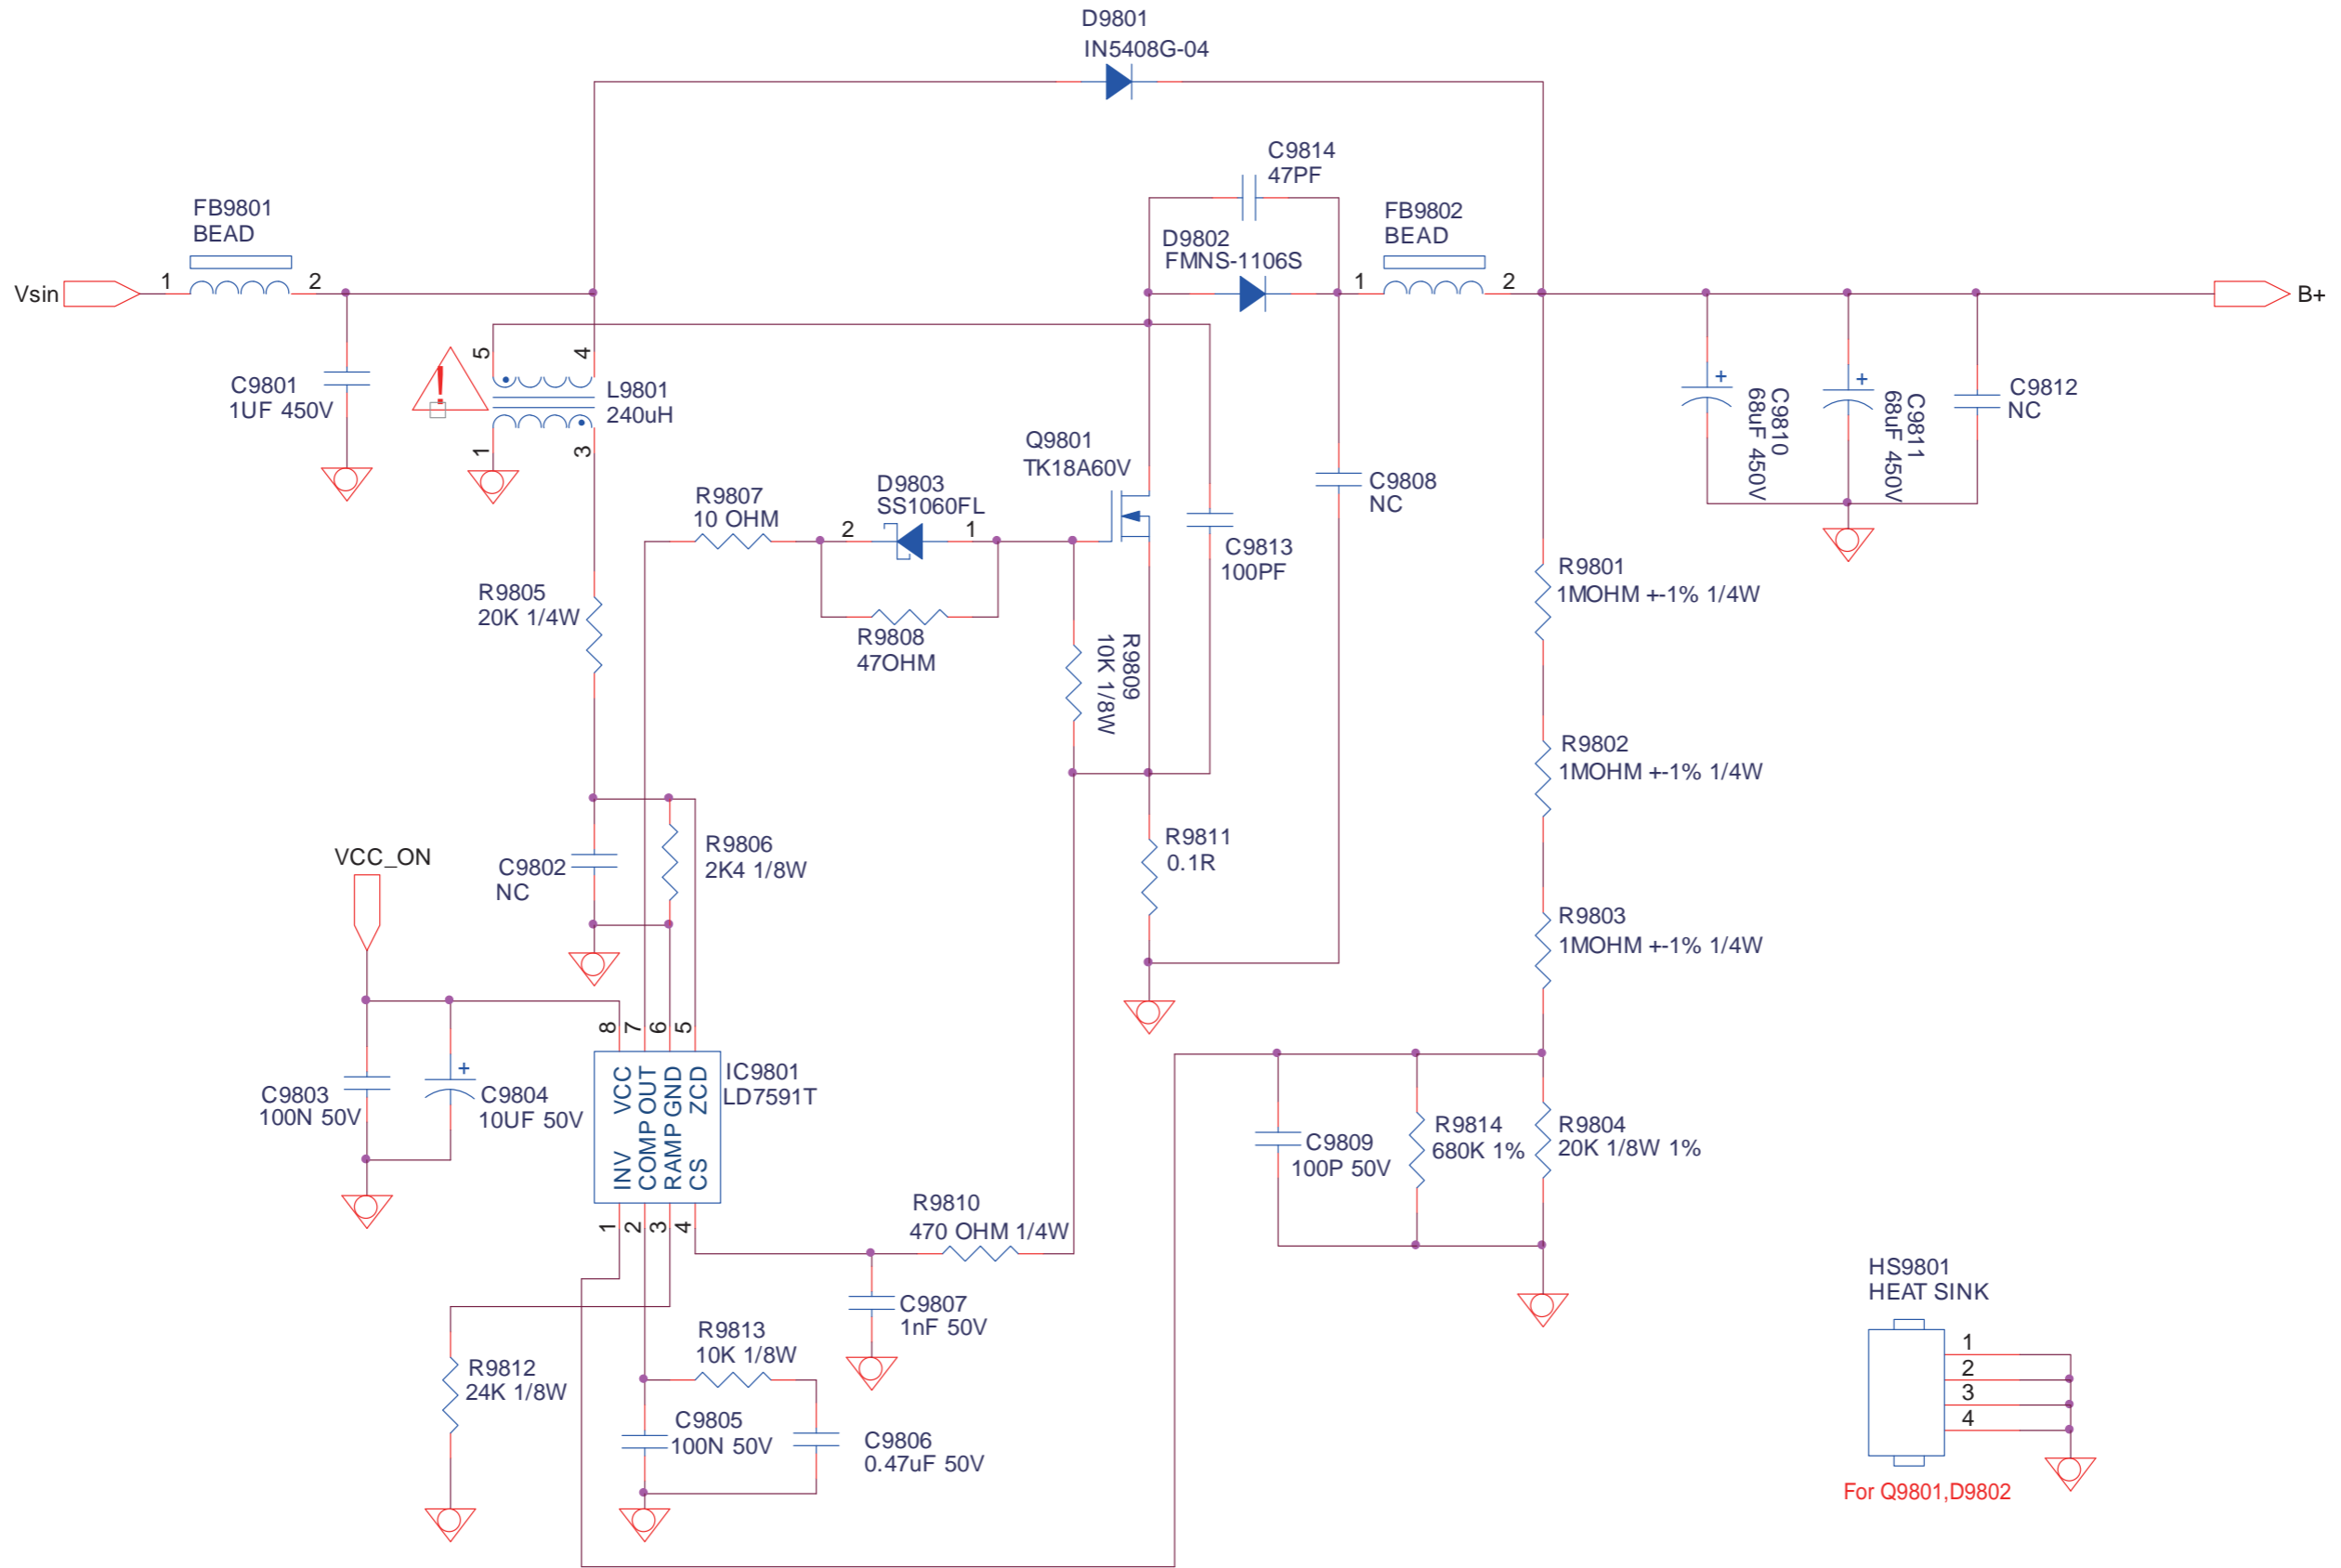 D9801
IN5408G-04
C9814
47PF
FB9801
BEAD
FB9802
BEAD
D9802
FMNS-1106S
Vsin
1
2
1
2
B+
5
4
C9801
1UF 450V
!
L9801
240uH
1
3
C9810
68uF 450V
+
C9811
68uF 450V
+
C9812
NC
Q9801
TK18A60V
C9808
NC
R9807
10 OHM
D9803
SS1060FL
2
1
C9813
100PF
R9801
1MOHM +-1% 1/4W
R9805
20K 1/4W
R9808
47OHM
R9809
10K 1/8W
R9802
1MOHM +-1% 1/4W
VCC_ON
C9802
NC
R9806
2K4 1/8W
R9811
0.1R
R9803
1MOHM +-1% 1/4W
8
7
6
5
C9803
100N 50V
+
C9804
10UF 50V
INV VCC
COMP OUT
RAMP GND
CS ZCD
IC9801
LD7591T
C9809
100P 50V
R9814
680K 1%
R9804
20K 1/8W 1%
1
2
3
4
R9810
470 OHM 1/4W
C9807
1nF 50V
R9812
24K 1/8W
R9813
10K 1/8W
C9805
100N 50V
C9806
0.47uF 50V
HS9801
HEAT SINK
1
2
3
4
For Q9801,D9802